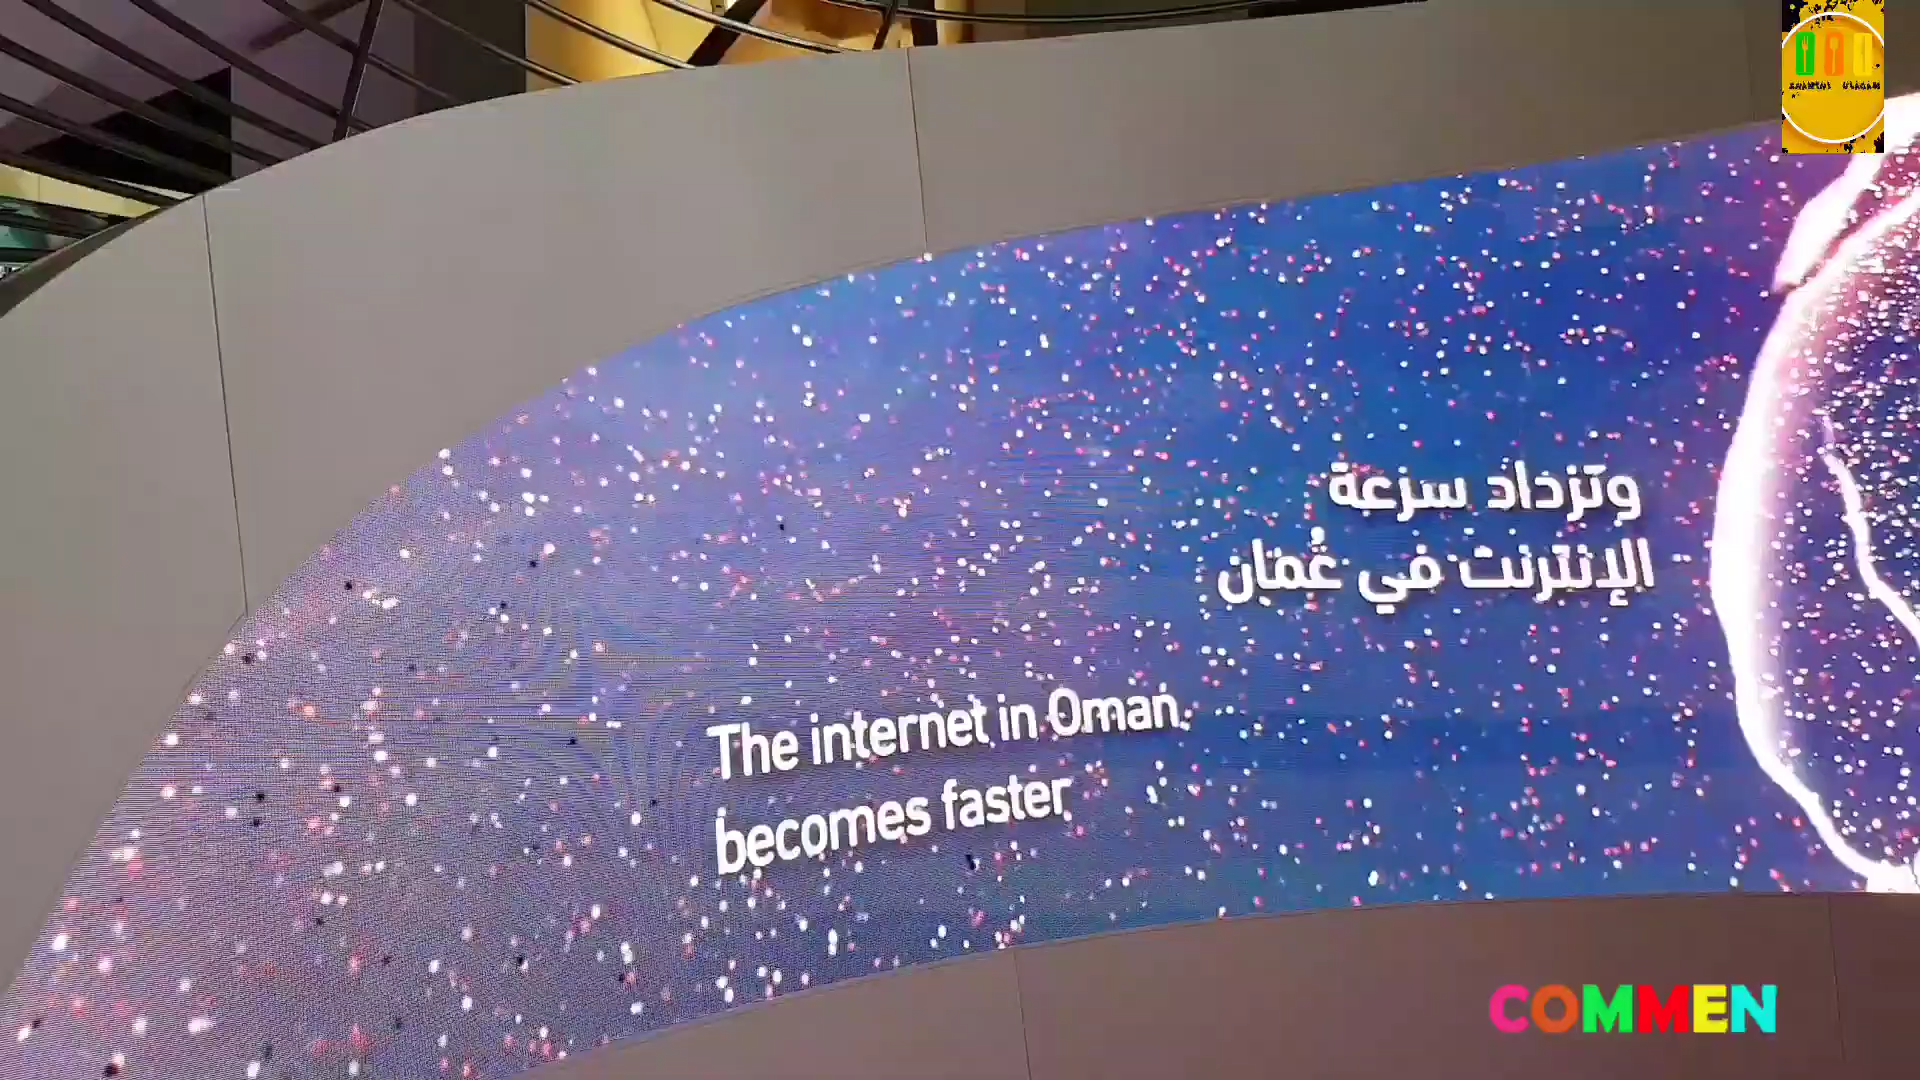 وتزداد سرعة
الإنترنت في عُمان
The internet in Oman
becomes faster
COMMEN